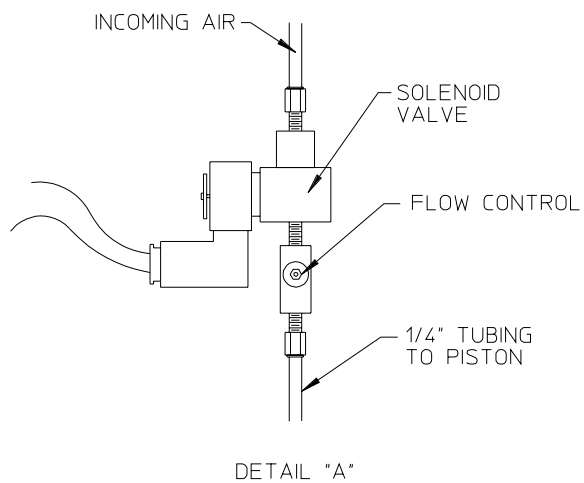 INCOMING AIR
SOLENOID
VALVE
FLOW CONTROL
1/4" TUBING
TO PISTON
DETAIL "A"